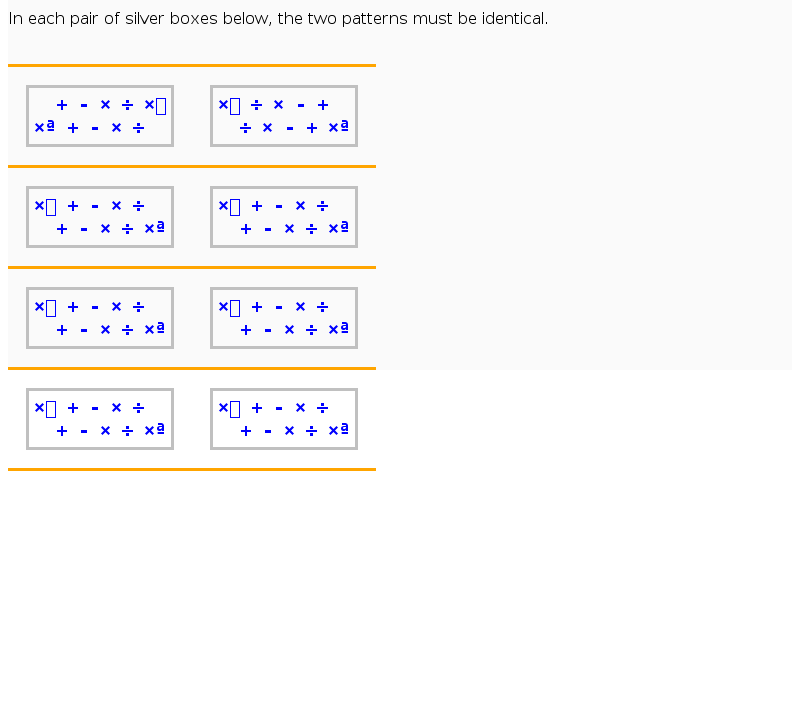 In each pair of silver boxes below, the two patterns must be identical.
+ - × ÷ ×▯ ×▯ ÷ × - +
×ª + - × ÷ ÷ × - + ×ª
×▯ + - × ÷ ×▯ + - × ÷
+ - × ÷ ×ª + - × ÷ ×ª
×▯ + - × ÷ ×▯ + - × ÷
+ - × ÷ ×ª + - × ÷ ×ª
×▯ + - × ÷ ×▯ + - × ÷
+ - × ÷ ×ª + - × ÷ ×ª